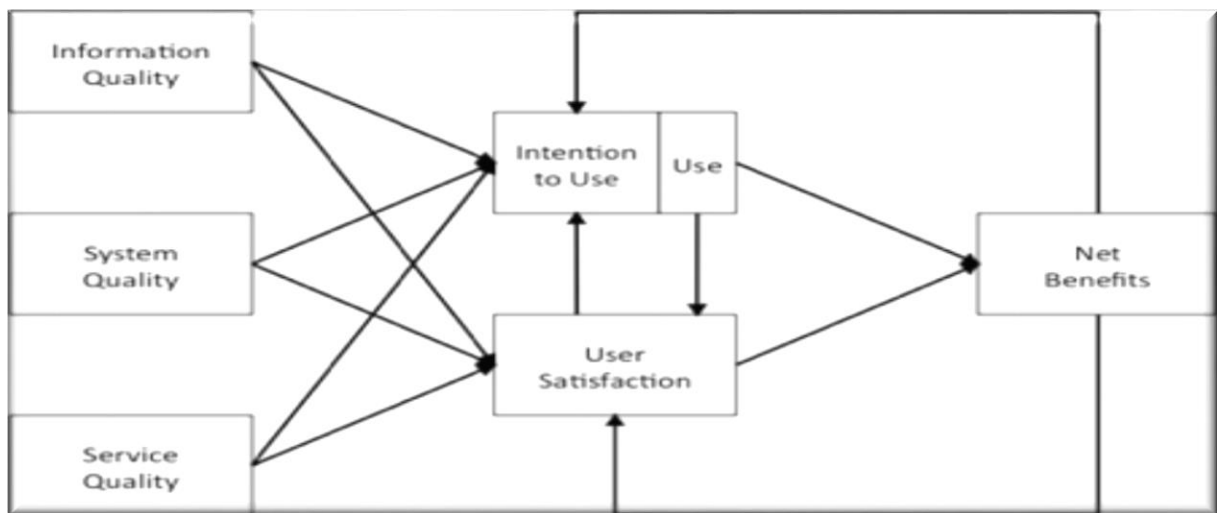 Information
Quality
Intention
to Use
Use
System
Quality
Net
Benefits
User
Satisfaction
Service
Quality